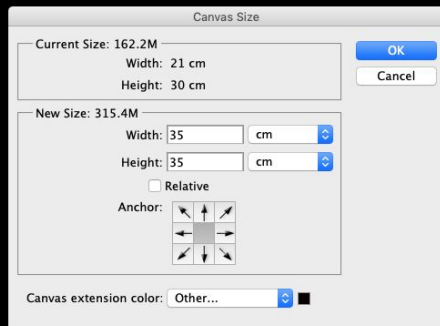 Canvas Size
Current Size: 162.2M
Width: 21 cm
Height: 30 cm
OK
Cancel
New Size: 315.4M
Width: 35 cm
Height: 35 cm
Relative
Anchor:
Canvas extension color: Other...